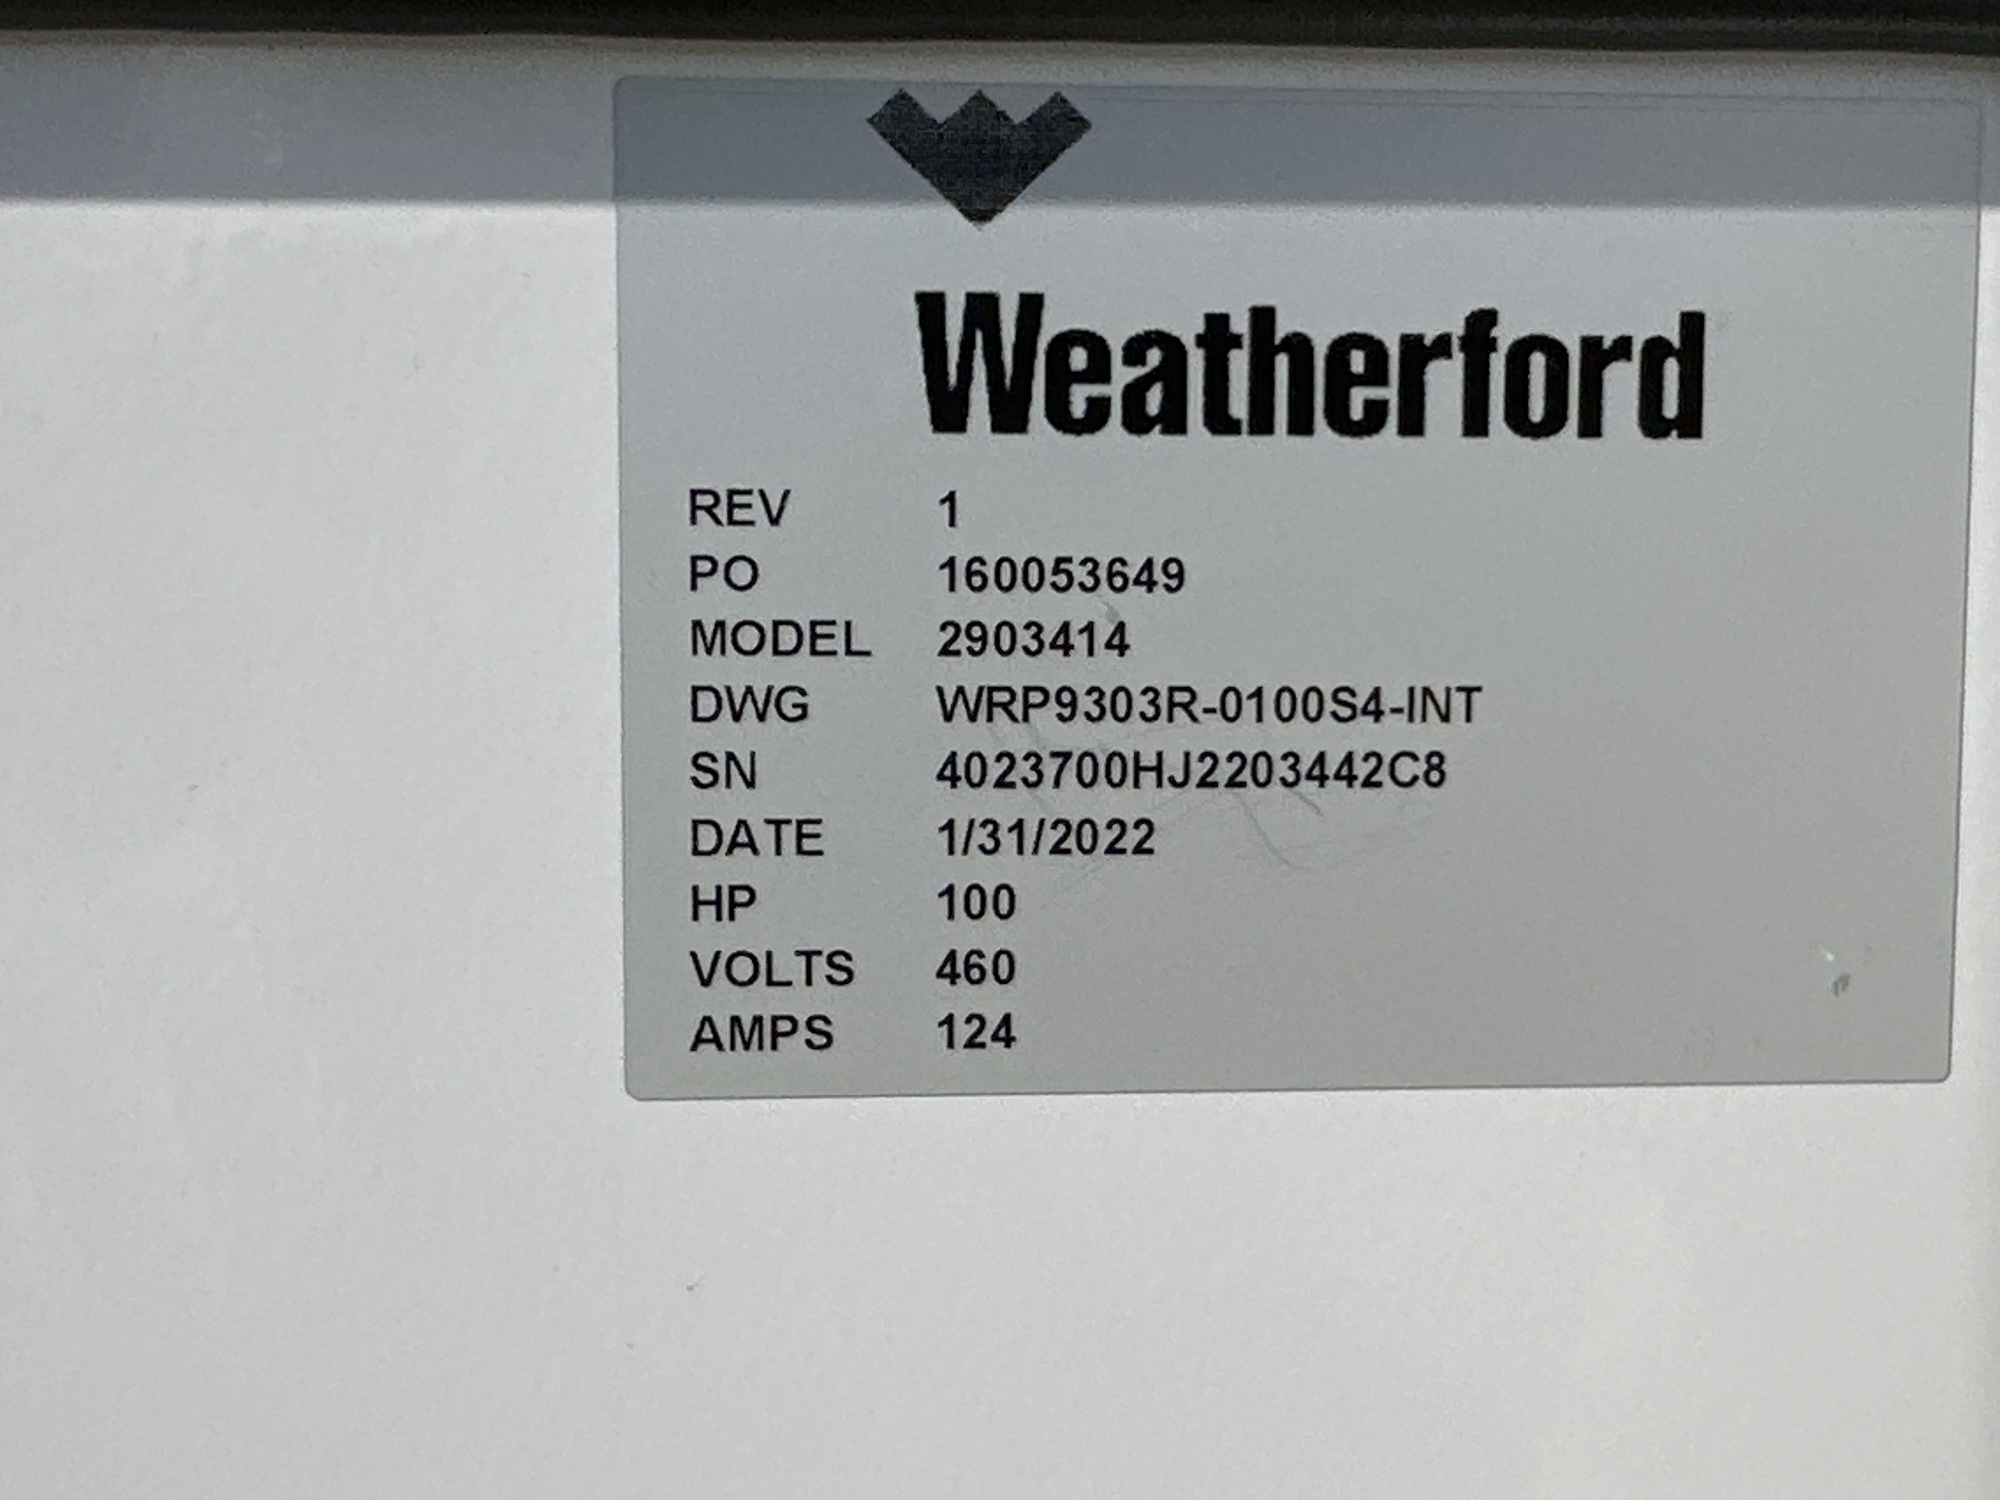 Weatherford
REV 1
PO 160053649
MODEL 2903414
DWG WRP9303R-0100S4-INT
SN 4023700HJ2203442C8
DATE 1/31/2022
HP 100
VOLTS 460
AMPS 124